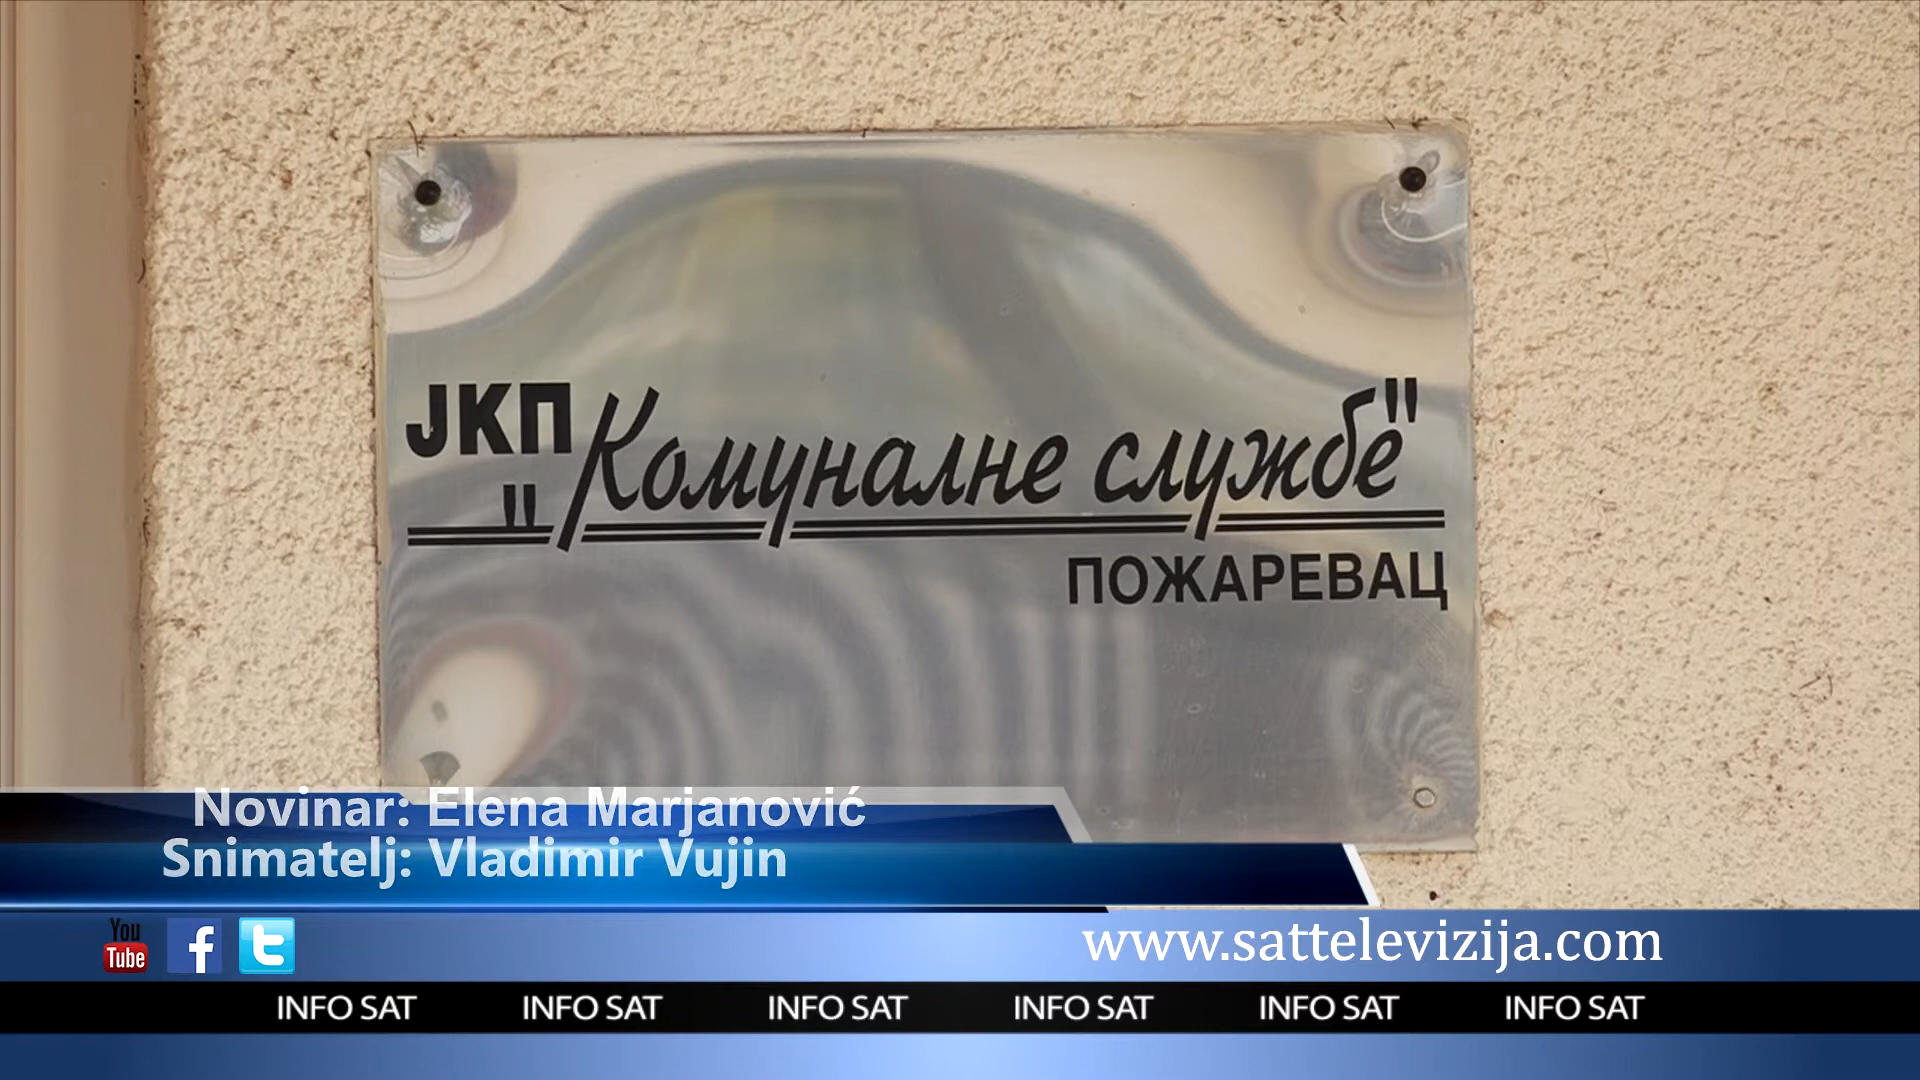 ЈКП „Комуналне службе"
ПОЖАРЕВАЦ
Novinar: Elena Marjanović
Snimatelj: Vladimir Vujin
You
Tube
www.sattelevizija.com
INFO SAT INFO SAT INFO SAT INFO SAT INFO SAT INFO SAT